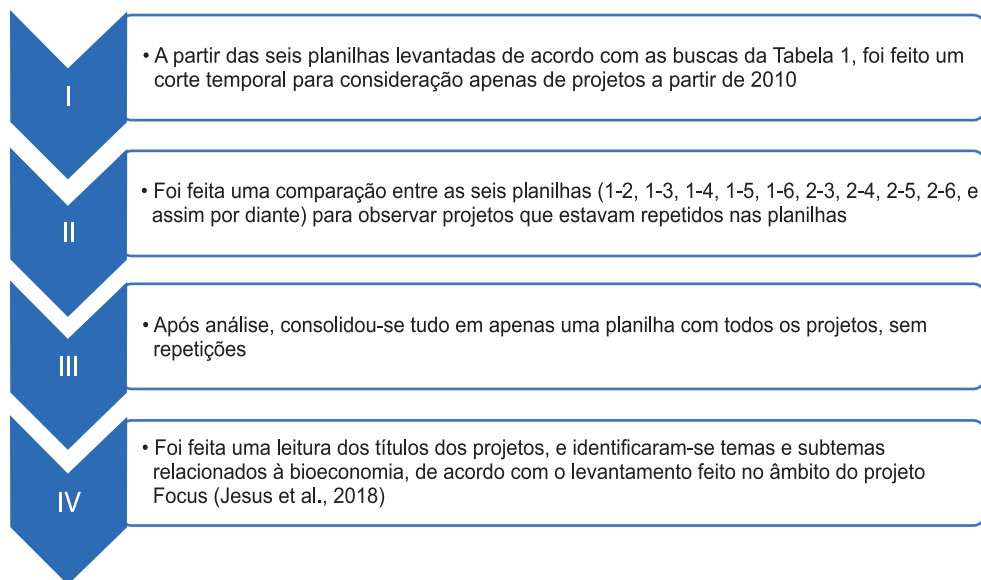 I
• A partir das seis planilhas levantadas de acordo com as buscas da Tabela 1, foi feito um
corte temporal para consideração apenas de projetos a partir de 2010
II
• Foi feita uma comparação entre as seis planilhas (1-2, 1-3, 1-4, 1-5, 1-6, 2-3, 2-4, 2-5, 2-6, e
assim por diante) para observar projetos que estavam repetidos nas planilhas
III
• Após análise, consolidou-se tudo em apenas uma planilha com todos os projetos, sem
repetições
IV
• Foi feita uma leitura dos títulos dos projetos, e identificaram-se temas e subtemas
relacionados à bioeconomia, de acordo com o levantamento feito no âmbito do projeto
Focus (Jesus et al., 2018)